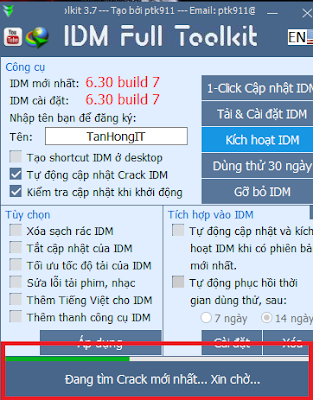 olkit 3.7 --- Tạo bởi ptk911 --- Email: ptk911@
You Tube
IDM Full Toolkit
EN
Công cụ
IDM mới nhất: 6.30 build 7
IDM cài đặt: 6.30 build 7
Nhập tên bạn để đăng ký:
Tên: TanHongIT
Tạo shortcut IDM ở desktop
Tự động cập nhật Crack IDM
Kiểm tra cập nhật khi khởi động
1-Click Cập nhật IDM
Tải & Cài đặt IDM
Kích hoạt IDM
Dùng thử 30 ngày
Gỡ bỏ IDM
Tùy chọn
Xóa sạch rác IDM
Tắt cập nhật của IDM
Tối ưu tốc độ tải của IDM
Sửa lỗi tải phim, nhạc
Thêm Tiếng Việt cho IDM
Thêm thanh công cụ IDM
Áp dụng
Tích hợp vào IDM
Tự động cập nhật và kích
hoạt IDM khi có phiên bả
mới nhất.
Tự động phục hồi thời
gian dùng thử, sau:
7 ngày 14 ngày
Cài đặt Xóa
Đang tìm Crack mới nhất... Xin chờ...